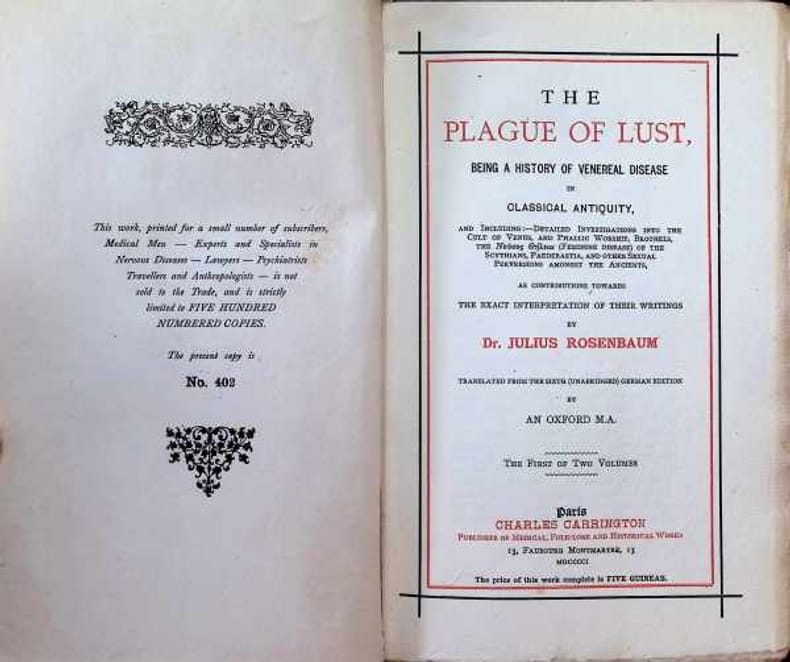 This work, printed for a small number of subscribers,
Medical Men — Experts and Specialists in
Nervous Diseases — Lawyers — Psychiatrists
Travellers and Anthropologists — is not
sold to the Trade, and is strictly
limited to FIVE HUNDRED
NUMBERED COPIES.
The present copy is
No. 402
THE
PLAGUE OF LUST,
BEING A HISTORY OF VENEREAL DISEASE
IN
CLASSICAL ANTIQUITY,
AND INCLUDING:—DETAILED INVESTIGATIONS INTO THE
CULT OF VENUS, AND PHALLIC WORSHIP, BROTHELS,
THE Νοῦσος θήλεια (FEMININE DISEASE) OF THE
SCYTHIANS, PAEDERASTIA, AND OTHER SEXUAL
PERVERSIONS AMONGST THE ANCIENTS,
AS CONTRIBUTIONS TOWARDS
THE EXACT INTERPRETATION OF THEIR WRITINGS
BY
Dr. JULIUS ROSENBAUM
TRANSLATED FROM THE SIXTH (UNABRIDGED) GERMAN EDITION
BY
AN OXFORD M.A.
THE FIRST OF TWO VOLUMES
Paris
CHARLES CARRINGTON
PUBLISHER OF MEDICAL, FOLK-LORE AND HISTORICAL WORKS
13, FAUBOURG MONTMARTRE, 13
MDCCCCI
The price of this work complete is FIVE GUINEAS.